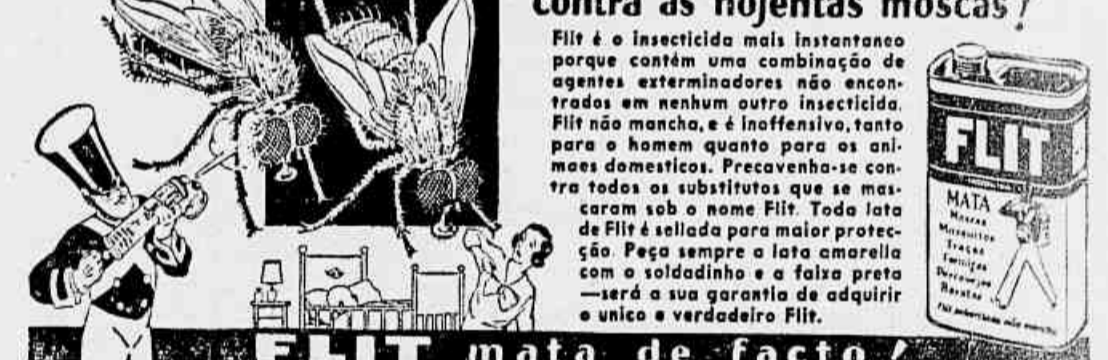 contra as nojentas moscas!
Flit é o insecticida mais instantaneo
porque contém uma combinação de
agentes exterminadores não encon-
trados em nenhum outro insecticida.
Flit não mancha, e é inoffensivo, tanto
para o homem quanto para os ani-
maes domesticos. Precavenha-se con-
tra todos os substitutos que se mas-
caram sob o nome Flit. Toda lata
de Flit é sellada para maior protec-
ção. Peça sempre a lata amarella
com o soldadinho e a faixa preta
—será a sua garantia de adquirir
o unico e verdadeiro Flit.
FLIT
MATA
Moscas
Mosquitos
Traças
Formigas
Percevejos
Baratas
FLIT mata de facto!